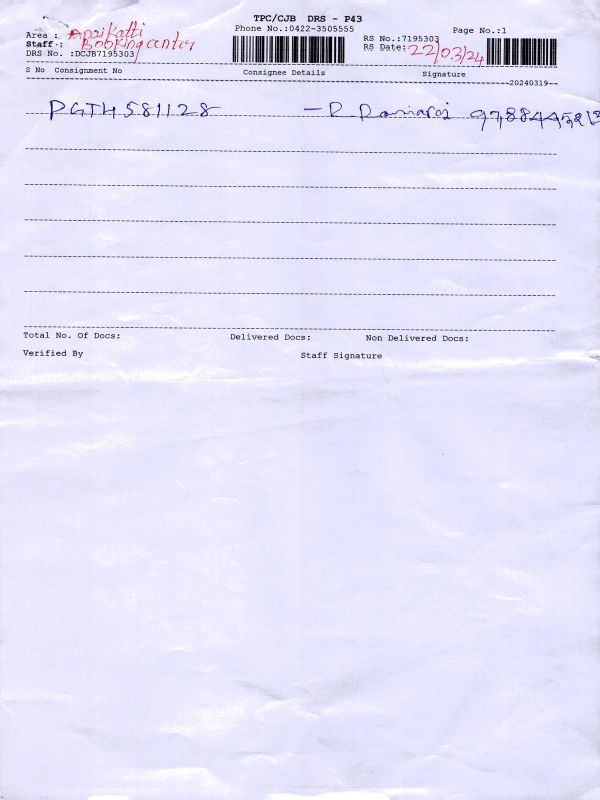 TPC/CJB DRS - P43
Phone No.:0422-3505555
Page No.:1
Area : Booking center
Staff :
DRS No. :DCJB7195303
RS No.:7195303
RS Date: 22/03/24
S No Consignment No Consignee Details Signature
20240319
PGTH581128 - R
Total No. Of Docs: Delivered Docs: Non Delivered Docs:
Verified By Staff Signature